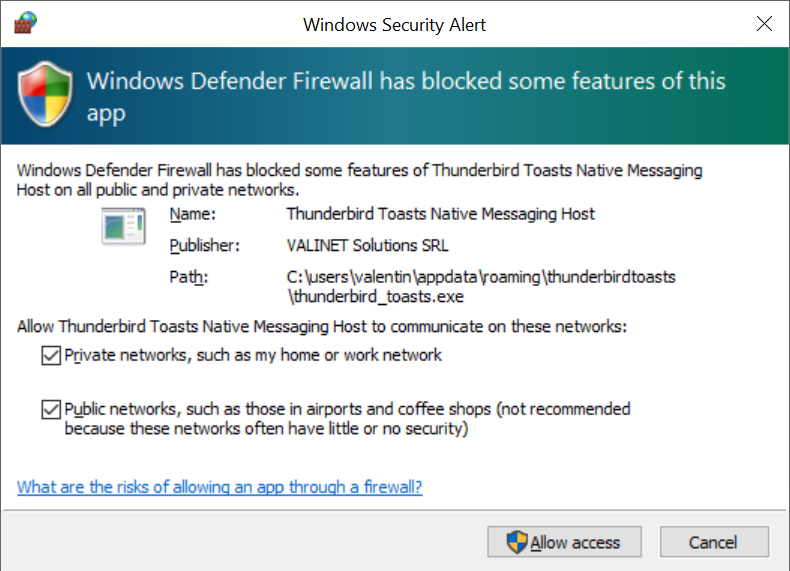 Windows Security Alert
Windows Defender Firewall has blocked some features of this
app
Windows Defender Firewall has blocked some features of Thunderbird Toasts Native Messaging
Host on all public and private networks.
Name: Thunderbird Toasts Native Messaging Host
Publisher: VALINET Solutions SRL
Path: C:\users\valentin\appdata\roaming\thunderbirdtoasts
\thunderbird_toasts.exe
Allow Thunderbird Toasts Native Messaging Host to communicate on these networks:
Private networks, such as my home or work network
Public networks, such as those in airports and coffee shops (not recommended
because these networks often have little or no security)
What are the risks of allowing an app through a firewall?
Allow access Cancel